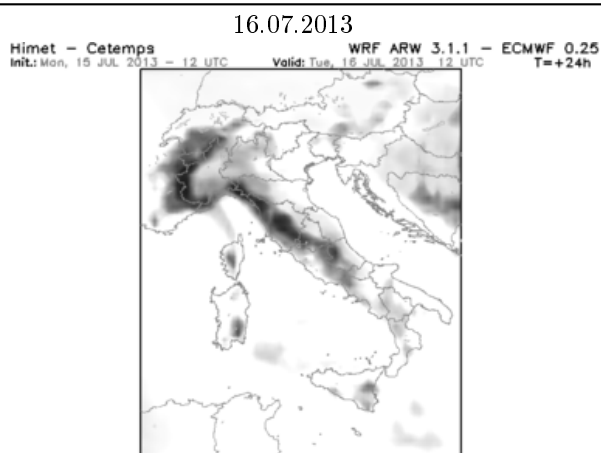 16.07.2013
Himet - Cetemps WRF ARW 3.1.1 - ECMWF 0.25
Init.: Mon, 15 JUL 2013 - 12 UTC Valid: Tue, 16 JUL 2013 12 UTC T=+24h